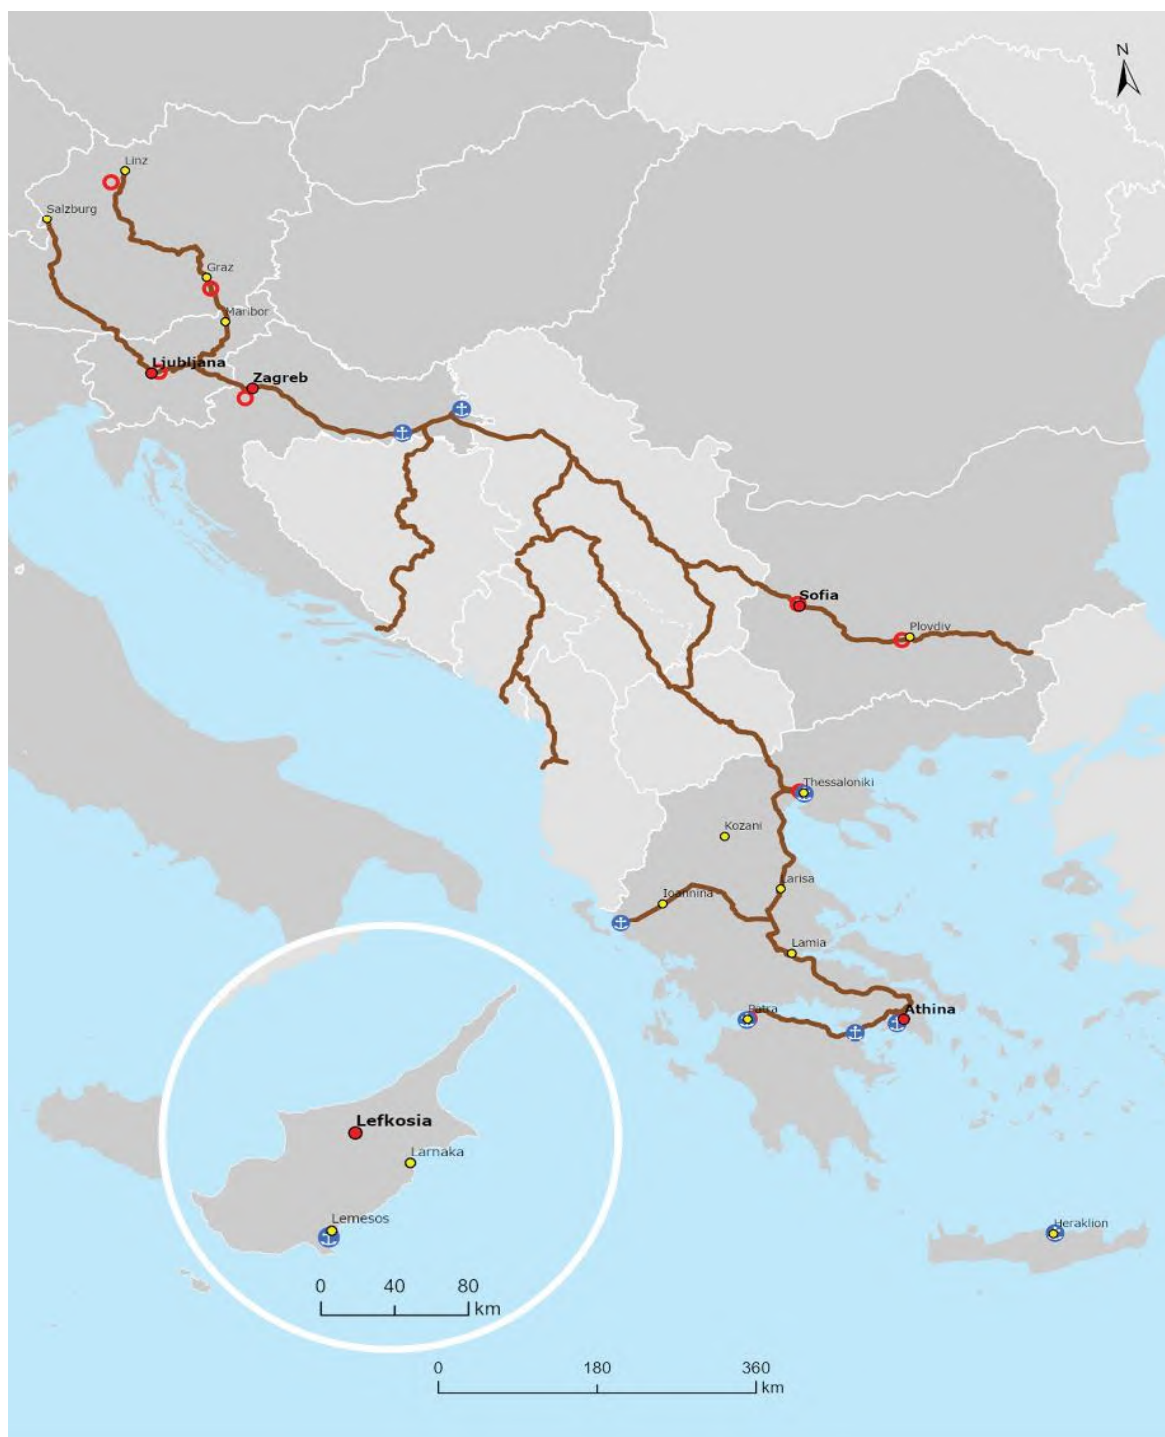 N
Linz
Salzburg
Graz
Maribor
Ljubljana
Zagreb
Sofia
Plovdiv
Thessaloniki
Kozani
Larisa
Ioannina
Lamia
Patra
Athina
Lefkosia
Larnaka
Lemesos
Heraklion
0 40 80
km
0 180 360
km